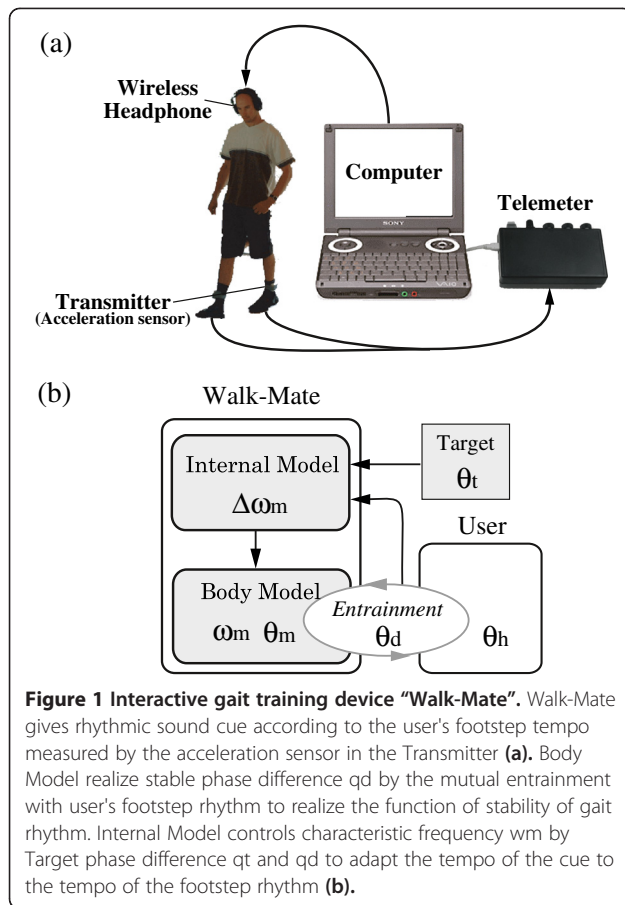 (a)
Wireless
Headphone
Computer
SONY
VAIO
Telemeter
Transmitter
(Acceleration sensor)
(b)
Walk-Mate
Internal Model
Δωm
Target
θt
User
Body Model
ωm θm
Entrainment
θd
θh
Figure 1 Interactive gait training device “Walk-Mate”. Walk-Mate
gives rhythmic sound cue according to the user's footstep tempo
measured by the acceleration sensor in the Transmitter (a). Body
Model realize stable phase difference qd by the mutual entrainment
with user's footstep rhythm to realize the function of stability of gait
rhythm. Internal Model controls characteristic frequency wm by
Target phase difference qt and qd to adapt the tempo of the cue to
the tempo of the footstep rhythm (b).